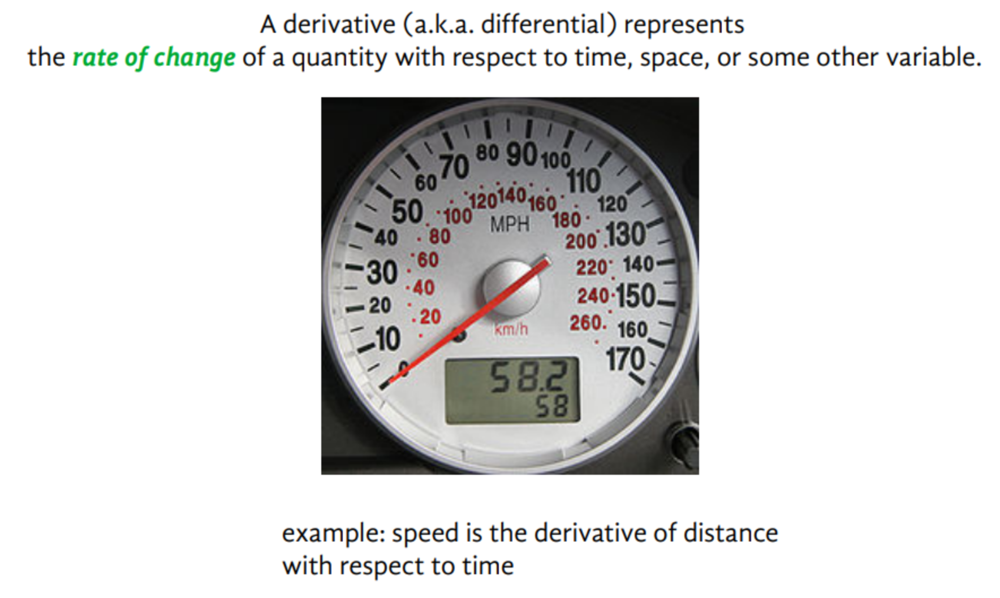 A derivative (a.k.a. differential) represents
the rate of change of a quantity with respect to time, space, or some other variable.
80 90 100
70 110
60 120
50 130
40 140
30 150
20 160
10 170
0
120 140 160
100 180
80 200
60 220
40 240
20 260
MPH
km/h
58.2
58
example: speed is the derivative of distance
with respect to time